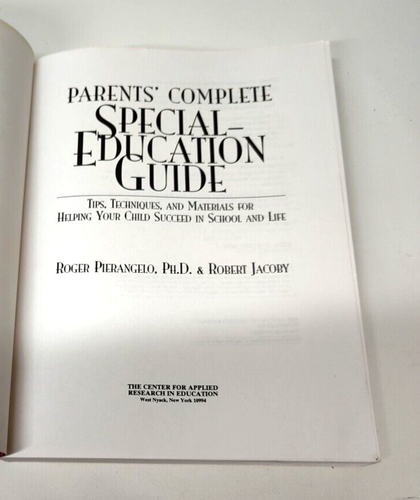 PARENTS' COMPLETE
SPECIAL–
EDUCATION
GUIDE
TIPS, TECHNIQUES, AND MATERIALS FOR
HELPING YOUR CHILD SUCCEED IN SCHOOL AND LIFE
ROGER PIERANGELO, PH.D. & ROBERT JACOBY
THE CENTER FOR APPLIED
RESEARCH IN EDUCATION
West Nyack, New York 10994